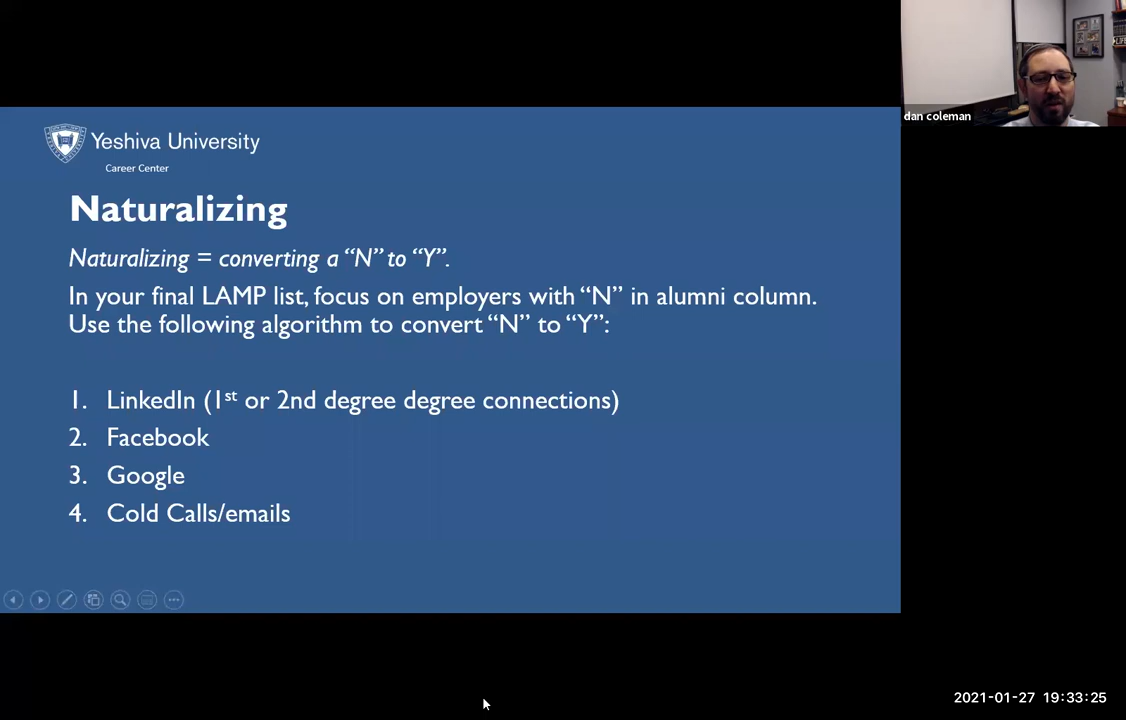 dan coleman
Yeshiva University
Career Center
Naturalizing
Naturalizing = converting a “N” to “Y”.
In your final LAMP list, focus on employers with “N” in alumni column.
Use the following algorithm to convert “N” to “Y”:
1. LinkedIn (1st or 2nd degree degree connections)
2. Facebook
3. Google
4. Cold Calls/emails
2021-01-27 19:33:25